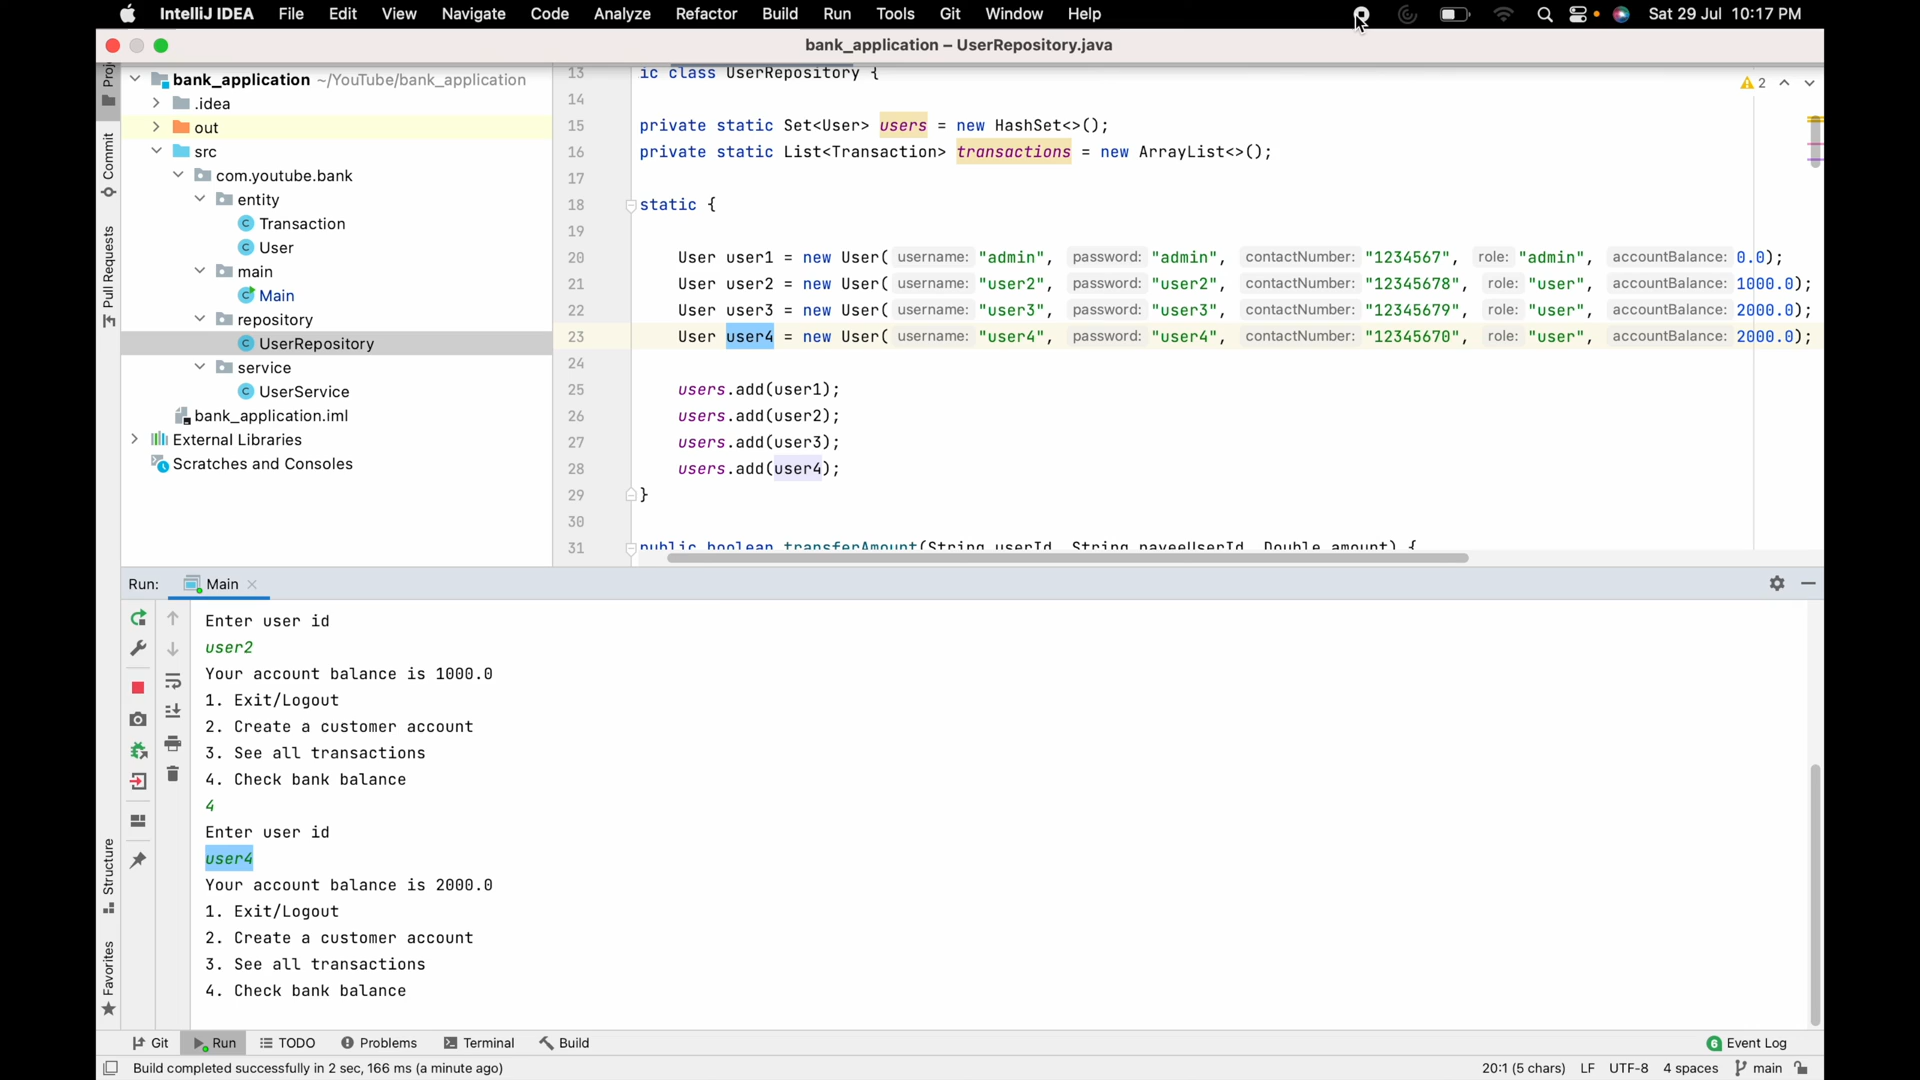 IntelliJ IDEA File Edit View Navigate Code Analyze Refactor Build Run Tools Git Window Help Sat 29 Jul 10:17 PM
bank_application – UserRepository.java
bank_application ~/YouTube/bank_application
.idea
out
src
com.youtube.bank
entity
Transaction
User
main
Main
repository
UserRepository
service
UserService
bank_application.iml
External Libraries
Scratches and Consoles
Commit
Pull Requests
Structure
Favorites
2
13 ic class UserRepository {
14
15 private static Set<User> users = new HashSet<>();
16 private static List<Transaction> transactions = new ArrayList<>();
17
18 static {
19
20 User user1 = new User( username: "admin", password: "admin", contactNumber: "1234567", role: "admin", accountBalance: 0.0);
21 User user2 = new User( username: "user2", password: "user2", contactNumber: "12345678", role: "user", accountBalance: 1000.0);
22 User user3 = new User( username: "user3", password: "user3", contactNumber: "12345679", role: "user", accountBalance: 2000.0);
23 User user4 = new User( username: "user4", password: "user4", contactNumber: "12345670", role: "user", accountBalance: 2000.0);
24
25 users.add(user1);
26 users.add(user2);
27 users.add(user3);
28 users.add(user4);
29 }
30
31 public boolean transferAmount(String userId, String payeeUserId, Double amount) {
Run: Main
Enter user id
user2
Your account balance is 1000.0
1. Exit/Logout
2. Create a customer account
3. See all transactions
4. Check bank balance
4
Enter user id
user4
Your account balance is 2000.0
1. Exit/Logout
2. Create a customer account
3. See all transactions
4. Check bank balance
Git Run TODO Problems Terminal Build 6 Event Log
Build completed successfully in 2 sec, 166 ms (a minute ago) 20:1 (5 chars) LF UTF-8 4 spaces main